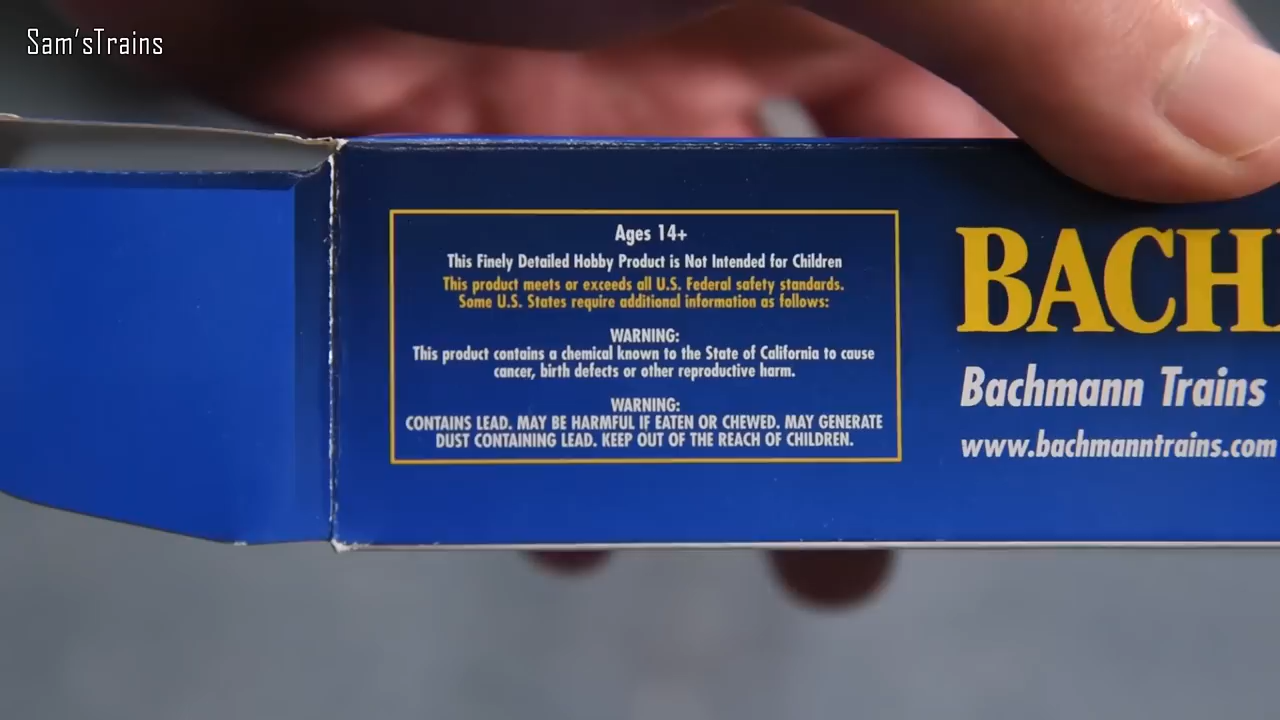 Sam'sTrains
Ages 14+
This Finely Detailed Hobby Product is Not Intended for Children
This product meets or exceeds all U.S. Federal safety standards.
Some U.S. States require additional information as follows:
WARNING:
This product contains a chemical known to the State of California to cause
cancer, birth defects or other reproductive harm.
WARNING:
CONTAINS LEAD. MAY BE HARMFUL IF EATEN OR CHEWED. MAY GENERATE
DUST CONTAINING LEAD. KEEP OUT OF THE REACH OF CHILDREN.
BACH
Bachmann Trains
www.bachmanntrains.com